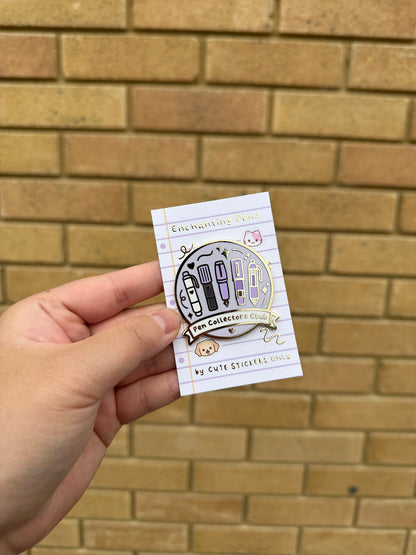 Enchanting Pens
Pen Collectors Club
by CUTE STICKERS ONLY